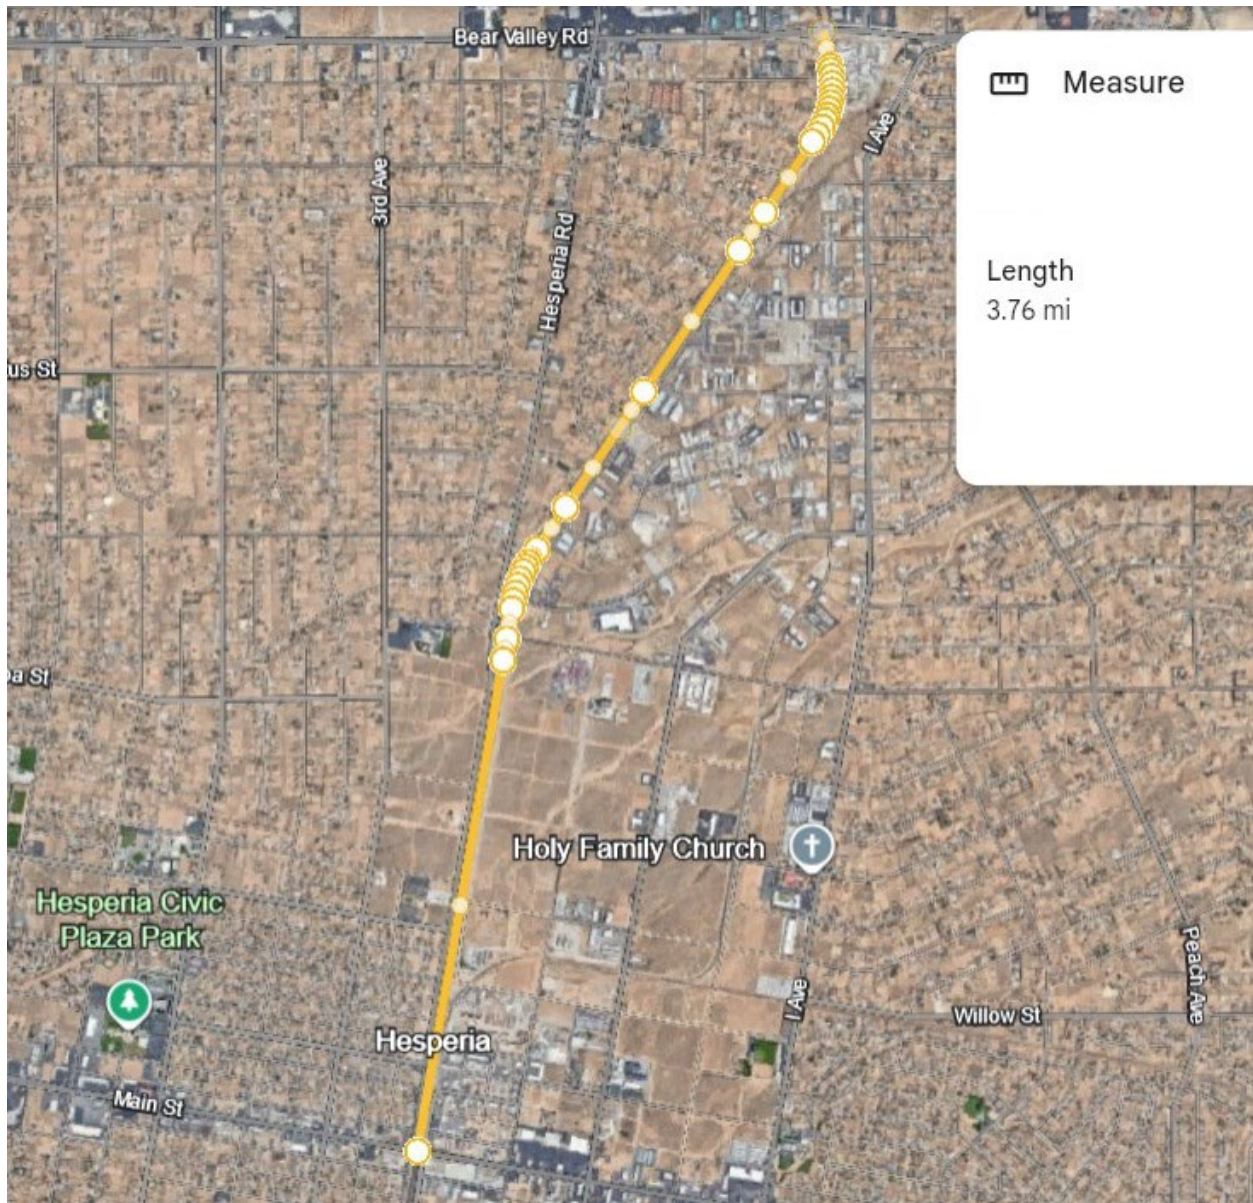 Bear Valley Rd
Measure
I Ave
3rd Ave
Hesperia Rd
Length
3.76 mi
us St
pa St
Holy Family Church
Hesperia Civic
Plaza Park
Peach Ave
I Ave
Willow St
Hesperia
Main St